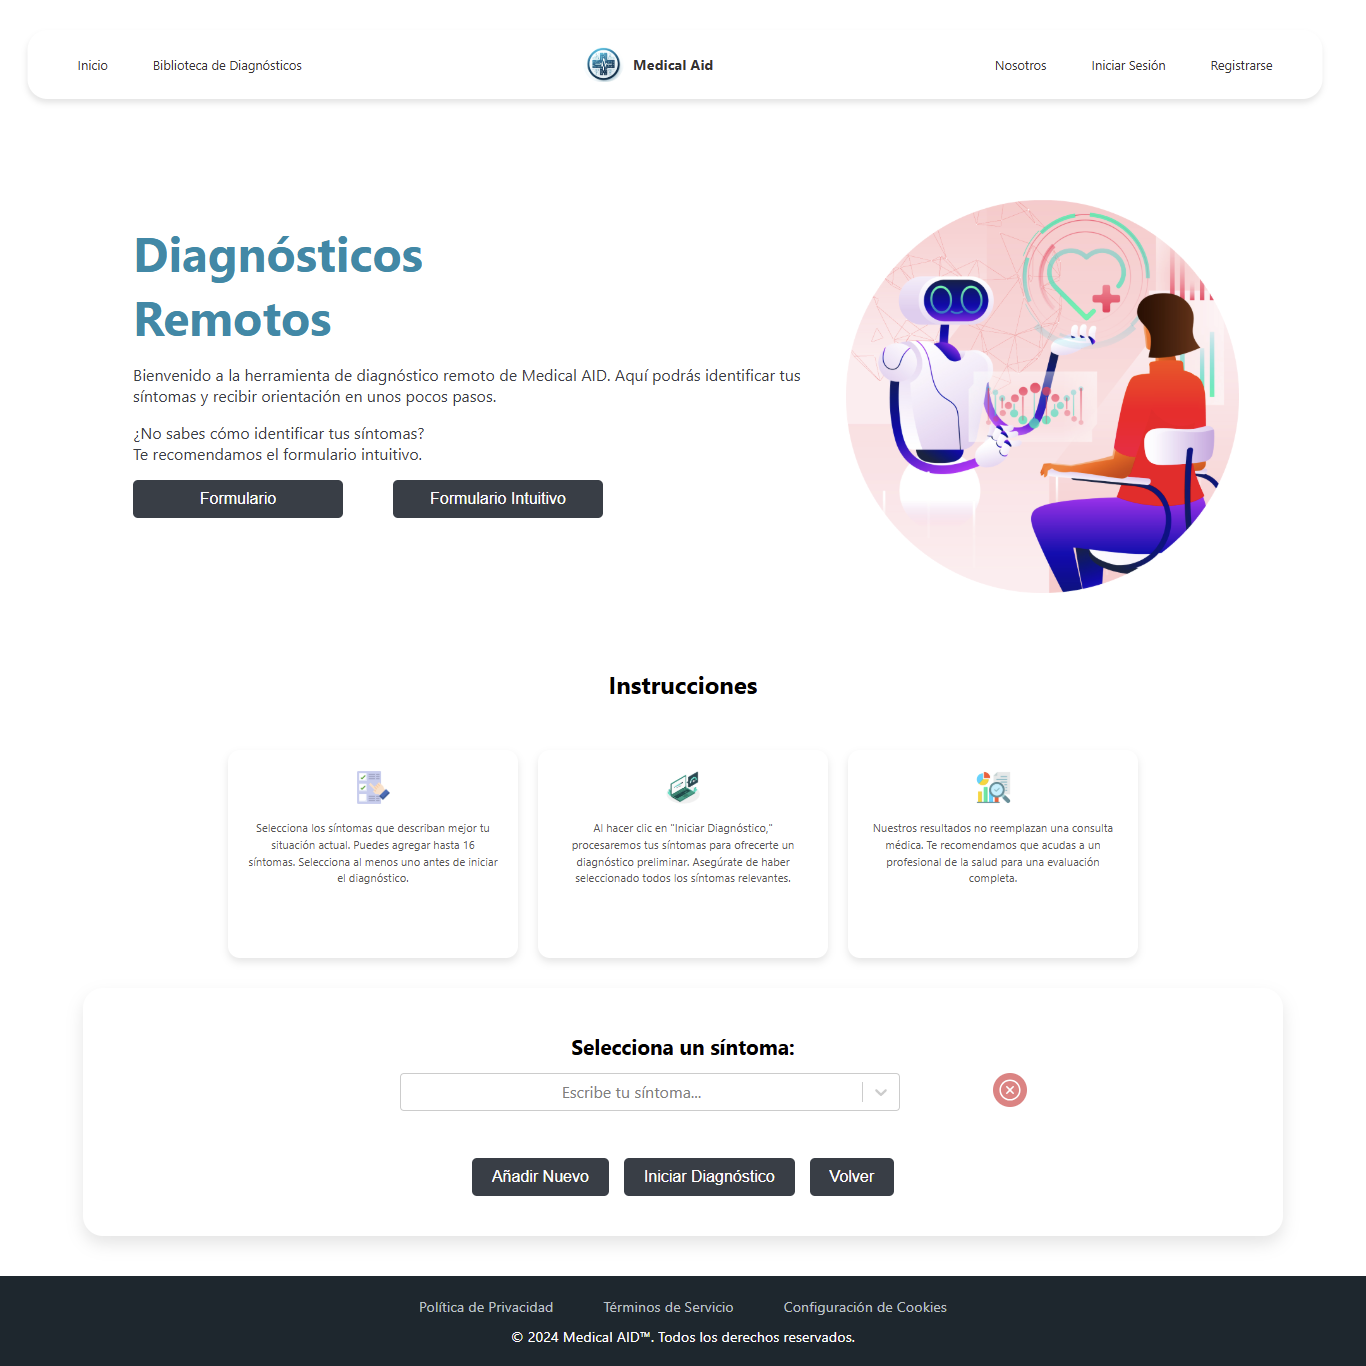 Inicio
Biblioteca de Diagnósticos
Medical Aid
Nosotros
Iniciar Sesión
Registrarse
Diagnósticos
Remotos
Bienvenido a la herramienta de diagnóstico remoto de Medical AID. Aquí podrás identificar tus
síntomas y recibir orientación en unos pocos pasos.
¿No sabes cómo identificar tus síntomas?
Te recomendamos el formulario intuitivo.
Formulario
Formulario Intuitivo
Instrucciones
Selecciona los síntomas que describan mejor tu
situación actual. Puedes agregar hasta 16
síntomas. Selecciona al menos uno antes de iniciar
el diagnóstico.
Al hacer clic en "Iniciar Diagnóstico,"
procesaremos tus síntomas para ofrecerte un
diagnóstico preliminar. Asegúrate de haber
seleccionado todos los síntomas relevantes.
Nuestros resultados no reemplazan una consulta
médica. Te recomendamos que acudas a un
profesional de la salud para una evaluación
completa.
Selecciona un síntoma:
Escribe tu síntoma...
Añadir Nuevo
Iniciar Diagnóstico
Volver
Política de Privacidad
Términos de Servicio
Configuración de Cookies
© 2024 Medical AID™. Todos los derechos reservados.